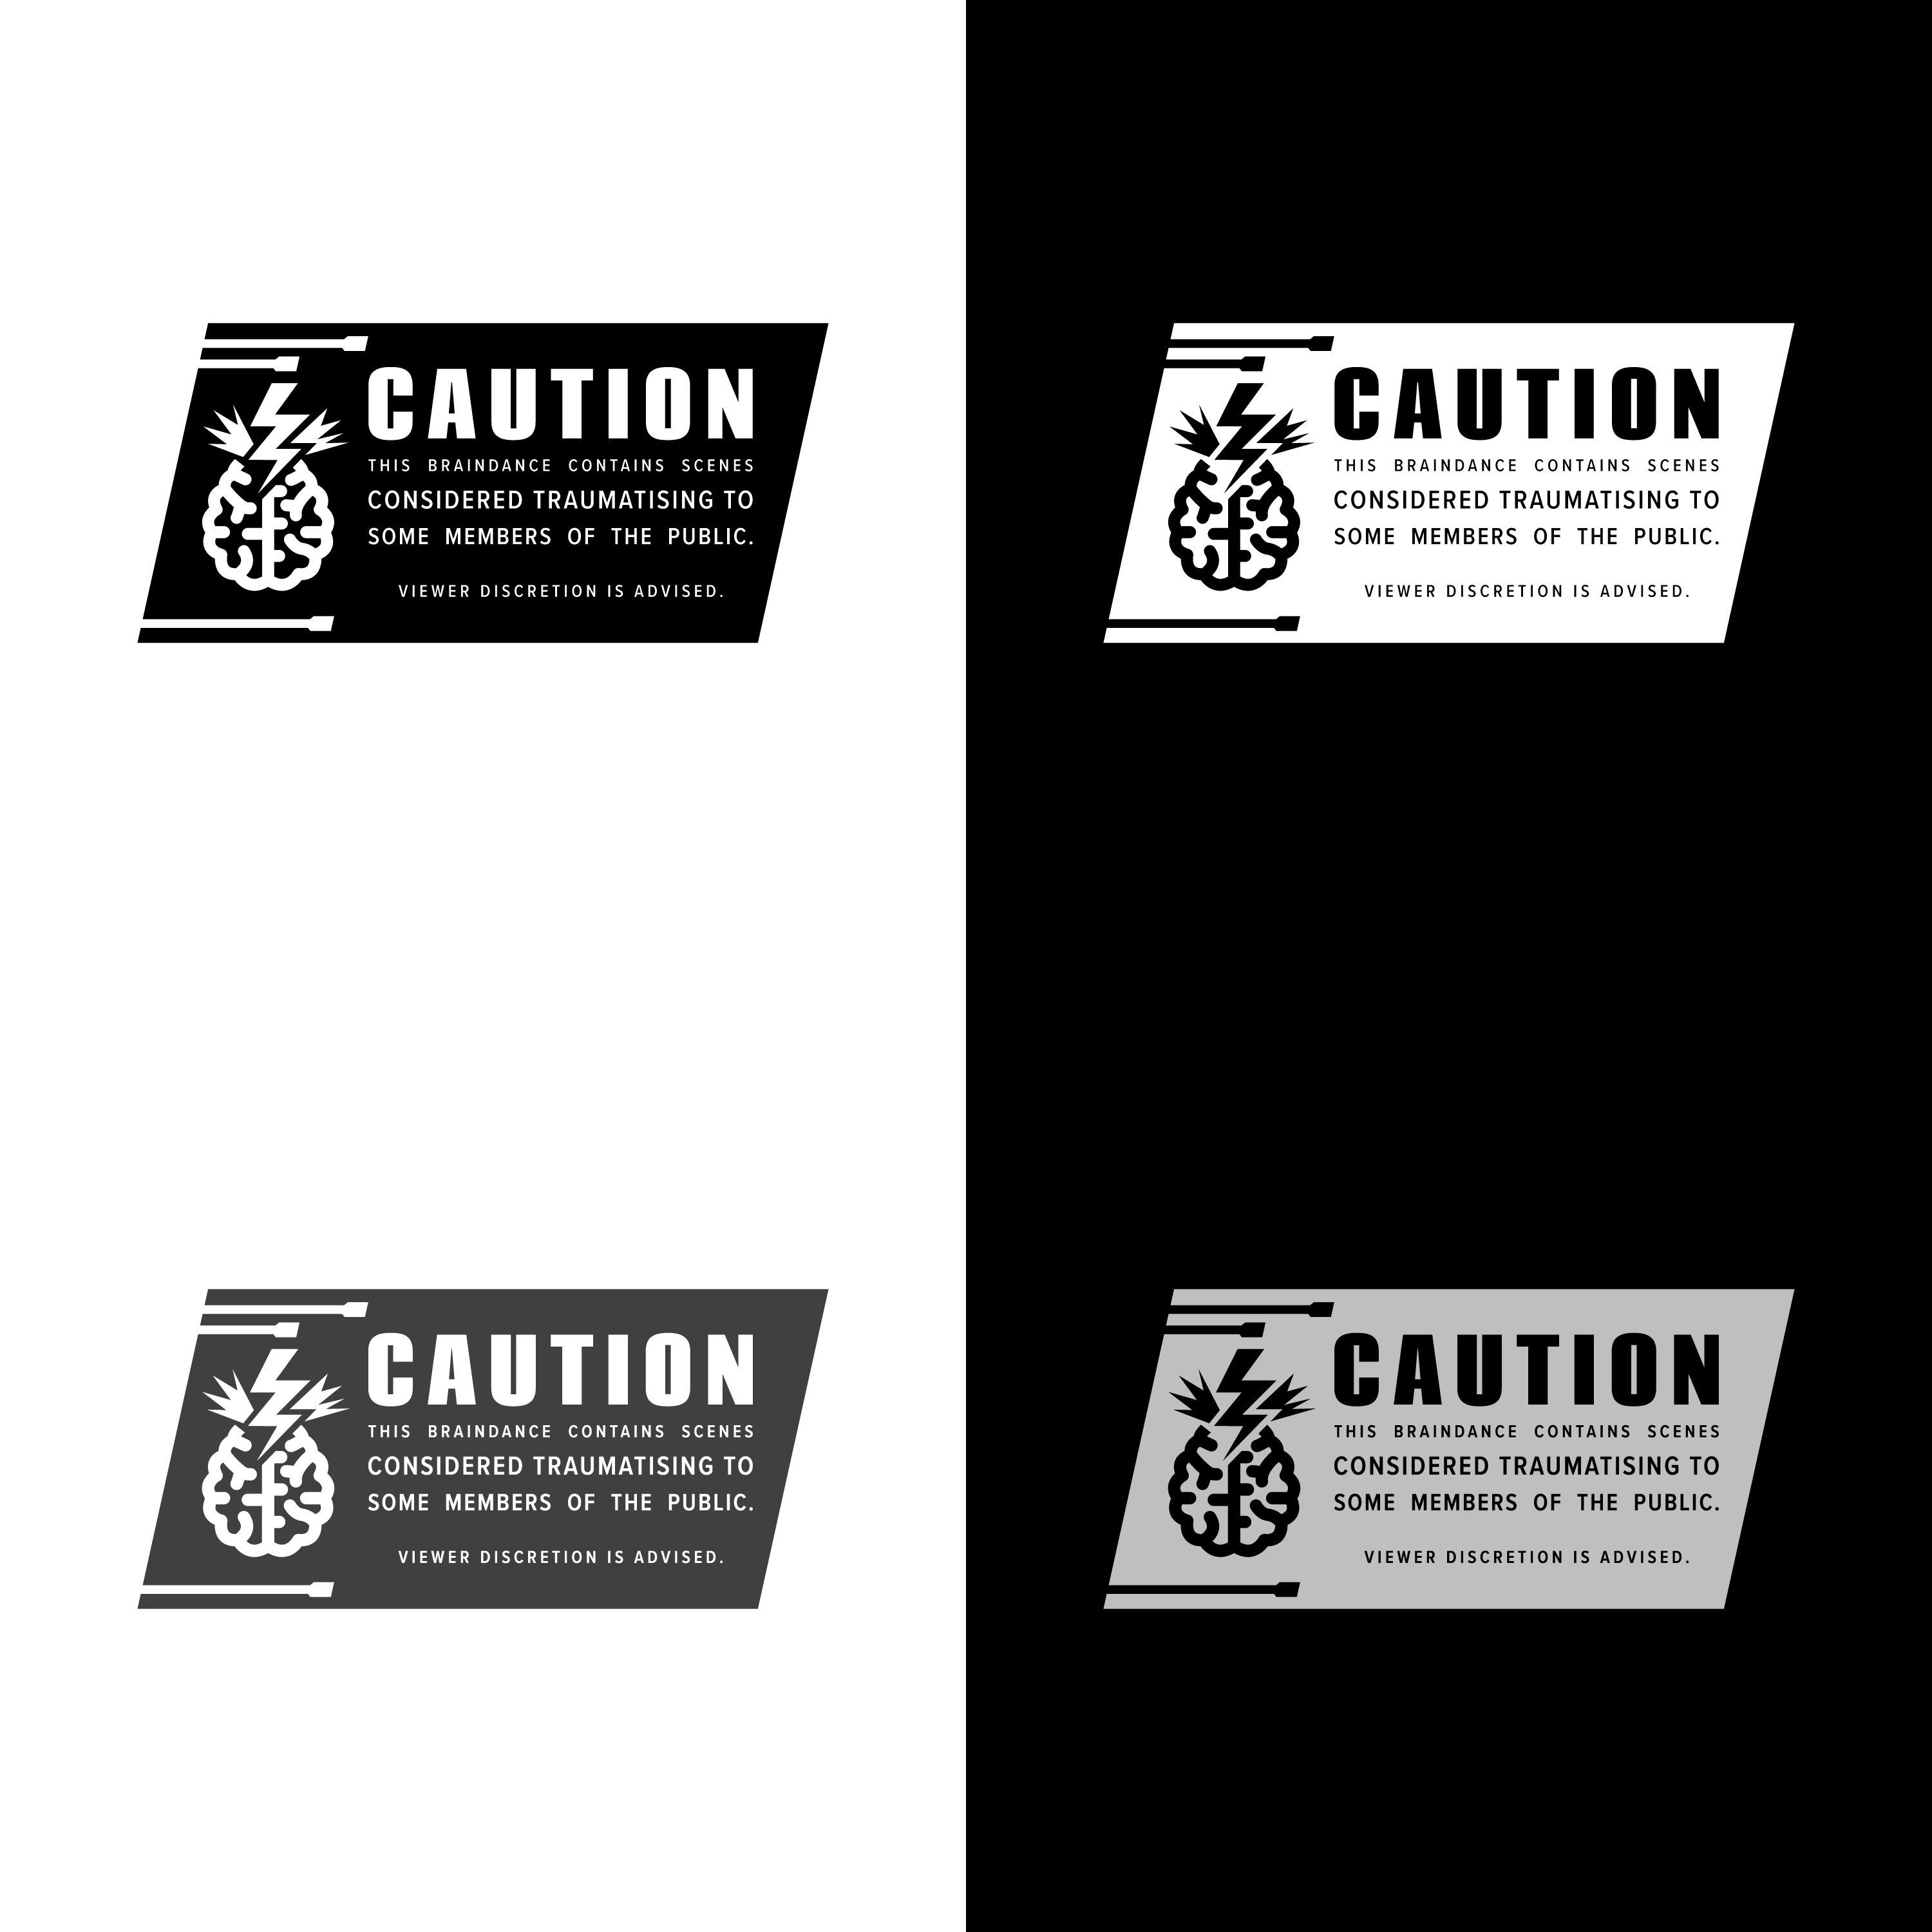 CAUTION
THIS BRAINDANCE CONTAINS SCENES
CONSIDERED TRAUMATISING TO
SOME MEMBERS OF THE PUBLIC.
VIEWER DISCRETION IS ADVISED.
CAUTION
THIS BRAINDANCE CONTAINS SCENES
CONSIDERED TRAUMATISING TO
SOME MEMBERS OF THE PUBLIC.
VIEWER DISCRETION IS ADVISED.
CAUTION
THIS BRAINDANCE CONTAINS SCENES
CONSIDERED TRAUMATISING TO
SOME MEMBERS OF THE PUBLIC.
VIEWER DISCRETION IS ADVISED.
CAUTION
THIS BRAINDANCE CONTAINS SCENES
CONSIDERED TRAUMATISING TO
SOME MEMBERS OF THE PUBLIC.
VIEWER DISCRETION IS ADVISED.